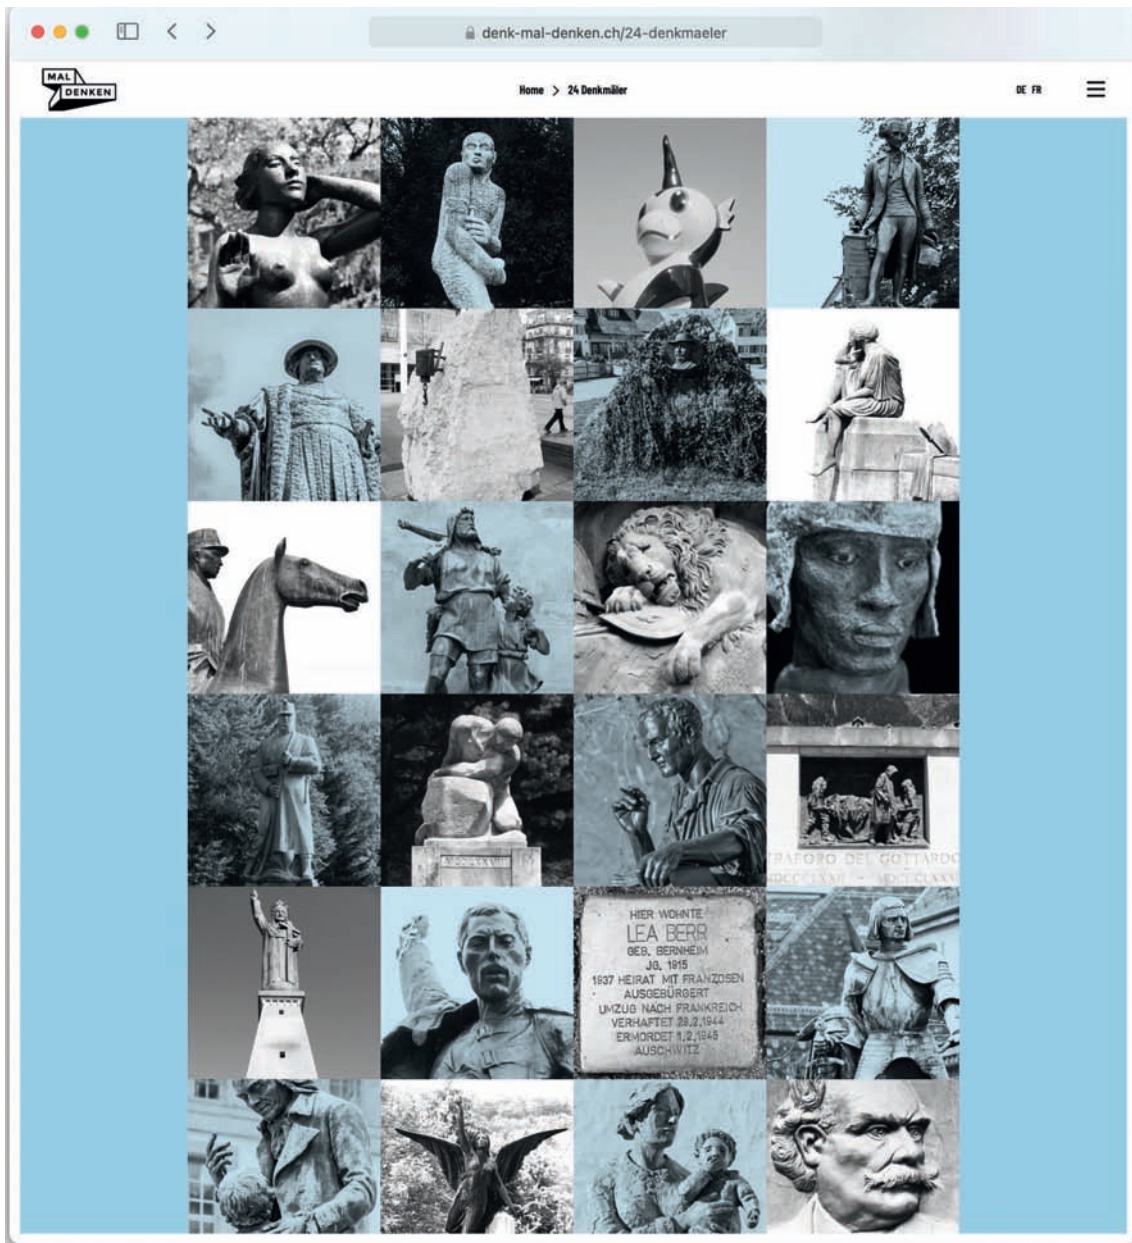 denk-mal-denken.ch/24-denkmaeler
MAL
DENKEN
Home > 24 Denkmäler
DE FR
TRAFORO DEL GOTTARDO
HIER WOHNTE
LEA BERR
GEB. BERNHEIM
JG. 1915
1937 HEIRAT MIT FRANZOSEN
AUSGEBÜRGERT
UMZUG NACH FRANKREICH
VERHAFTET 28.2.1944
ERMORDET 1.2.1945
AUSCHWITZ